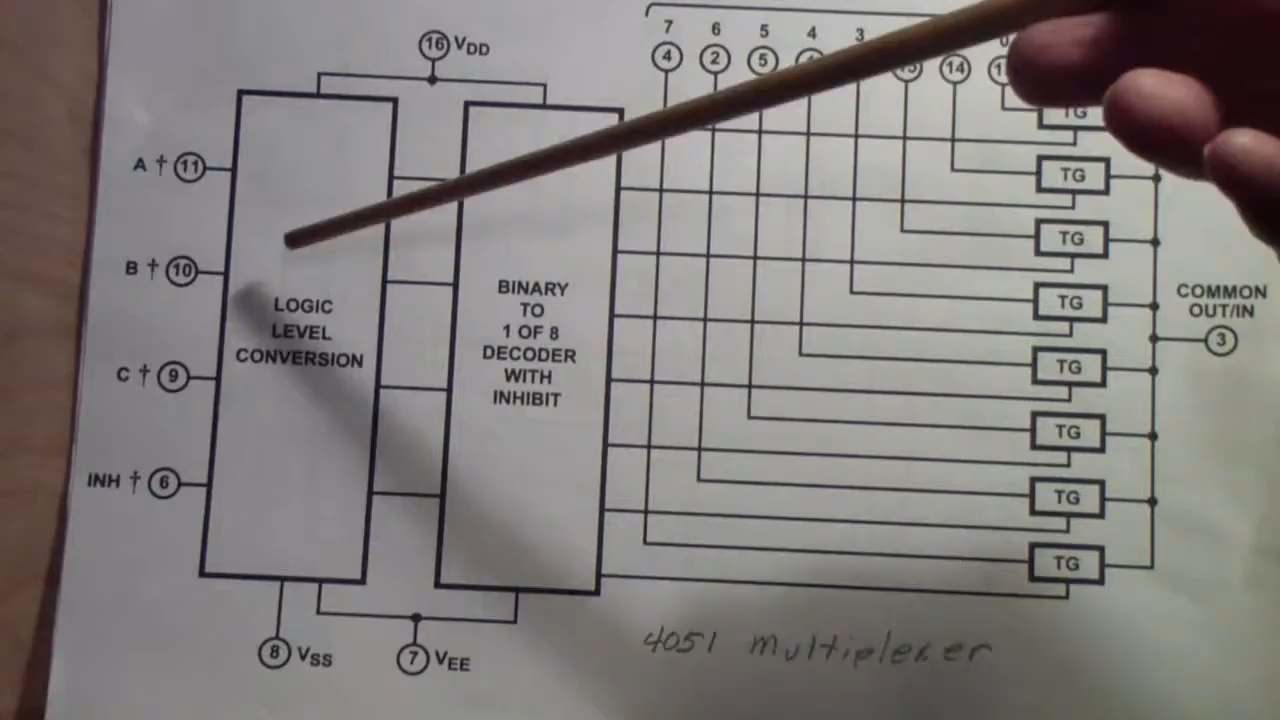 7 6 5 4 3 0
4 2 5 14
16 VDD
A † 11
B † 10
C † 9
INH † 6
LOGIC
LEVEL
CONVERSION
BINARY
TO
1 OF 8
DECODER
WITH
INHIBIT
TG
TG
TG
TG
TG
TG
TG
TG
COMMON
OUT/IN
3
8 VSS
7 VEE
4051 multiplexer